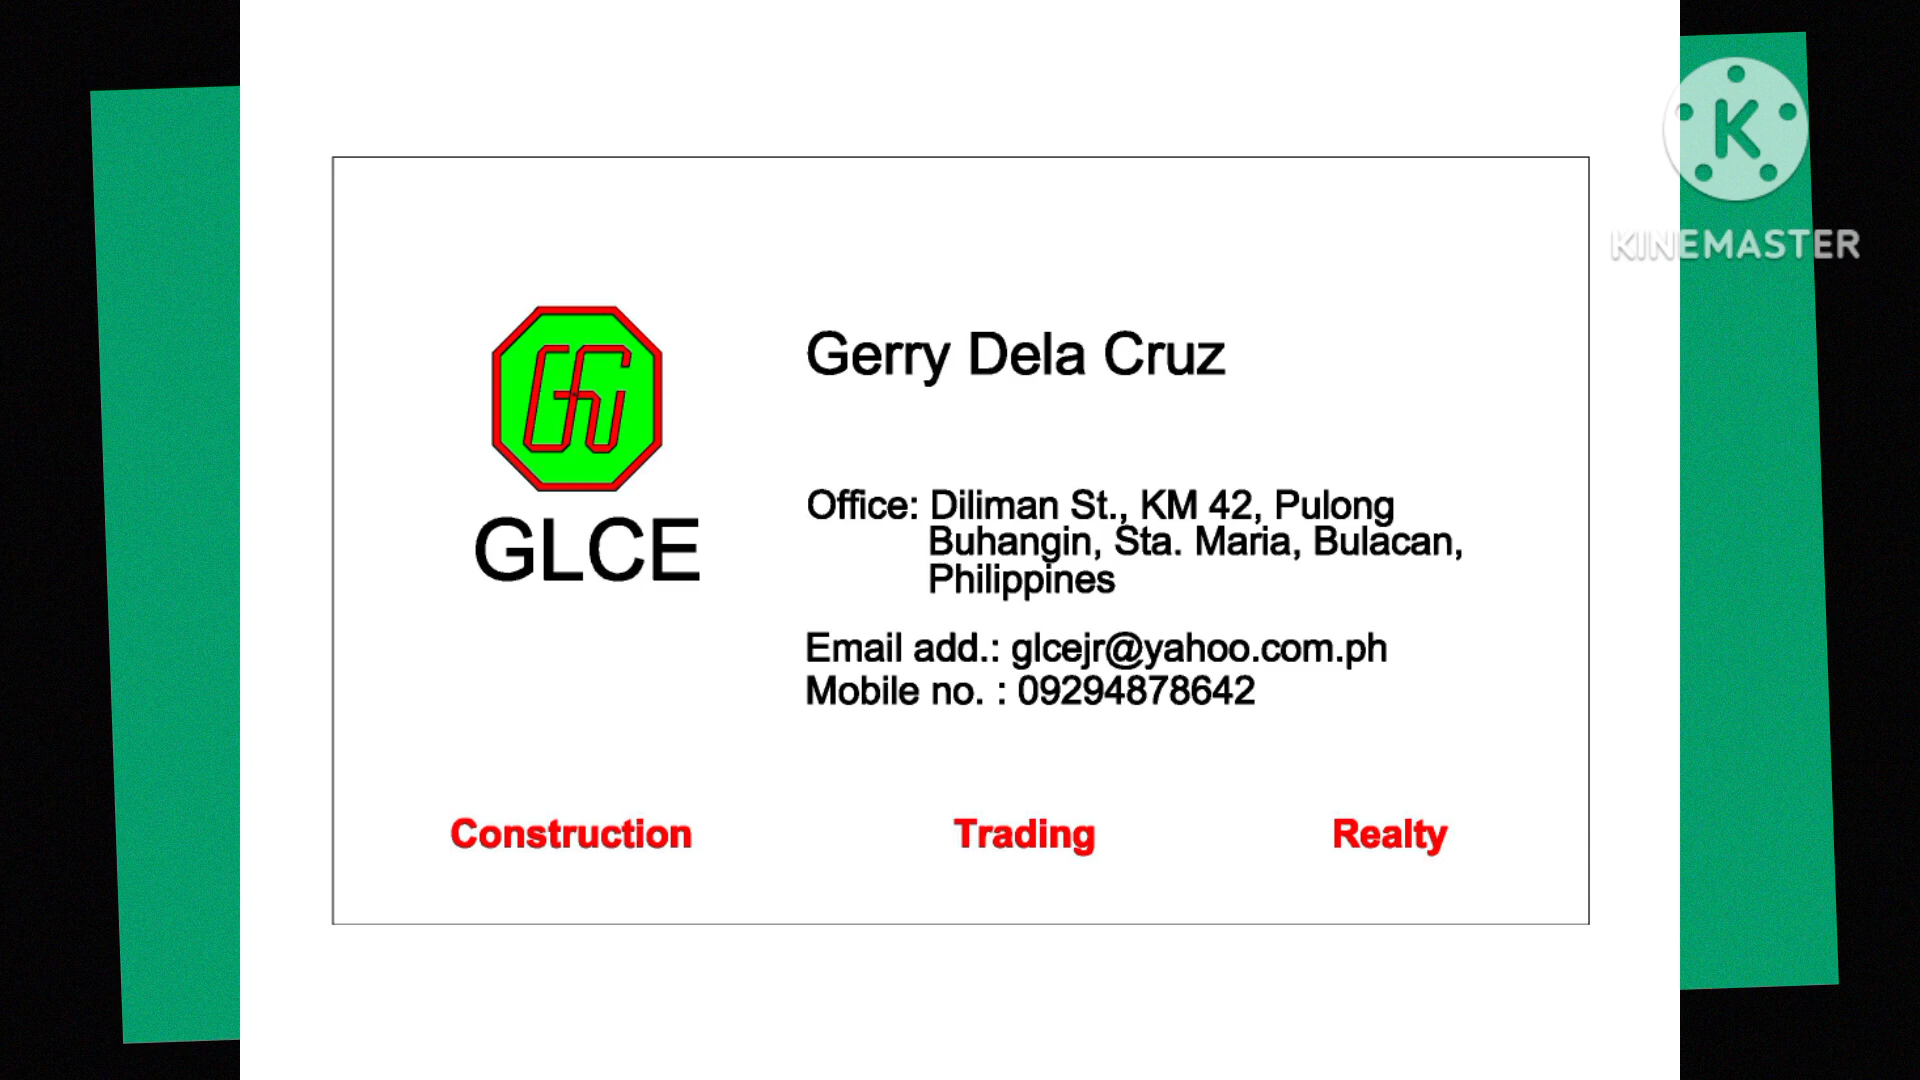 K
KINEMASTER
Gerry Dela Cruz
GLCE
Office: Diliman St., KM 42, Pulong
Buhangin, Sta. Maria, Bulacan,
Philippines
Email add.: glcejr@yahoo.com.ph
Mobile no. : 09294878642
Construction Trading Realty